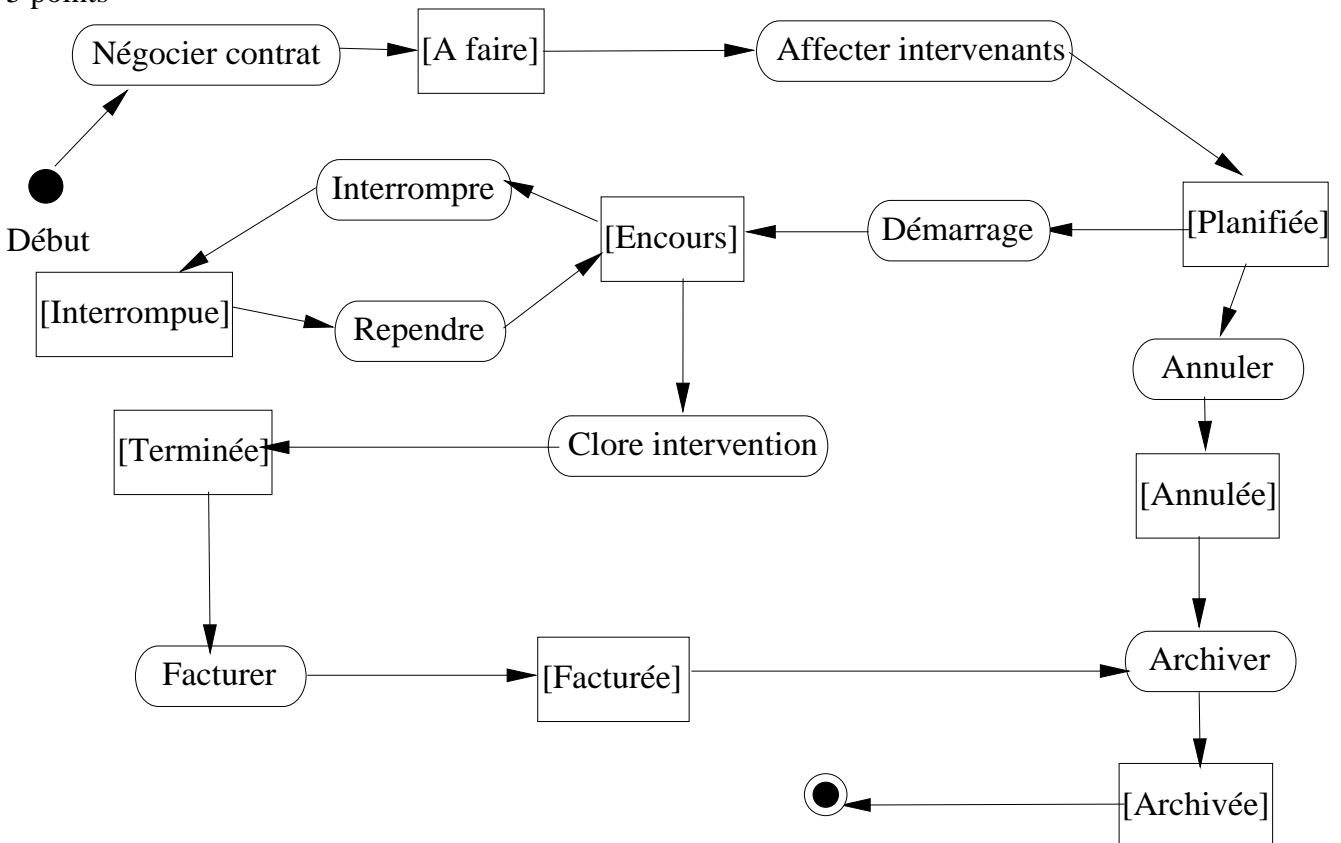 points
Négocier contrat
[A faire]
Affecter intervenants
Interrompre
[Encours]
Démarrage
[Planifiée]
Début
[Interrompue]
Rependre
Annuler
[Terminée]
Clore intervention
[Annulée]
Facturer
[Facturée]
Archiver
[Archivée]